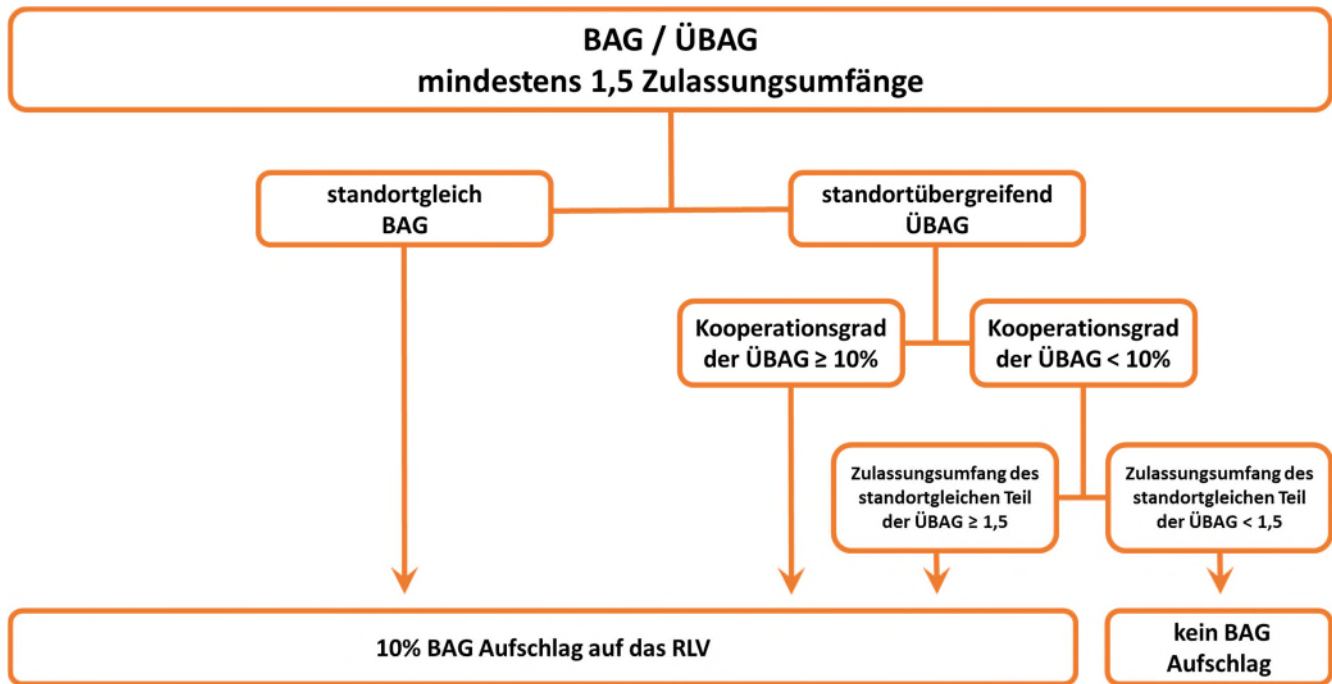 BAG / ÜBAG
mindestens 1,5 Zulassungsumfänge
standortgleich
BAG
standortübergreifend
ÜBAG
Kooperationsgrad
der ÜBAG ≥ 10%
Kooperationsgrad
der ÜBAG < 10%
Zulassungsumfang des
standortgleichen Teil
der ÜBAG ≥ 1,5
Zulassungsumfang des
standortgleichen Teil
der ÜBAG < 1,5
10% BAG Aufschlag auf das RLV
kein BAG
Aufschlag